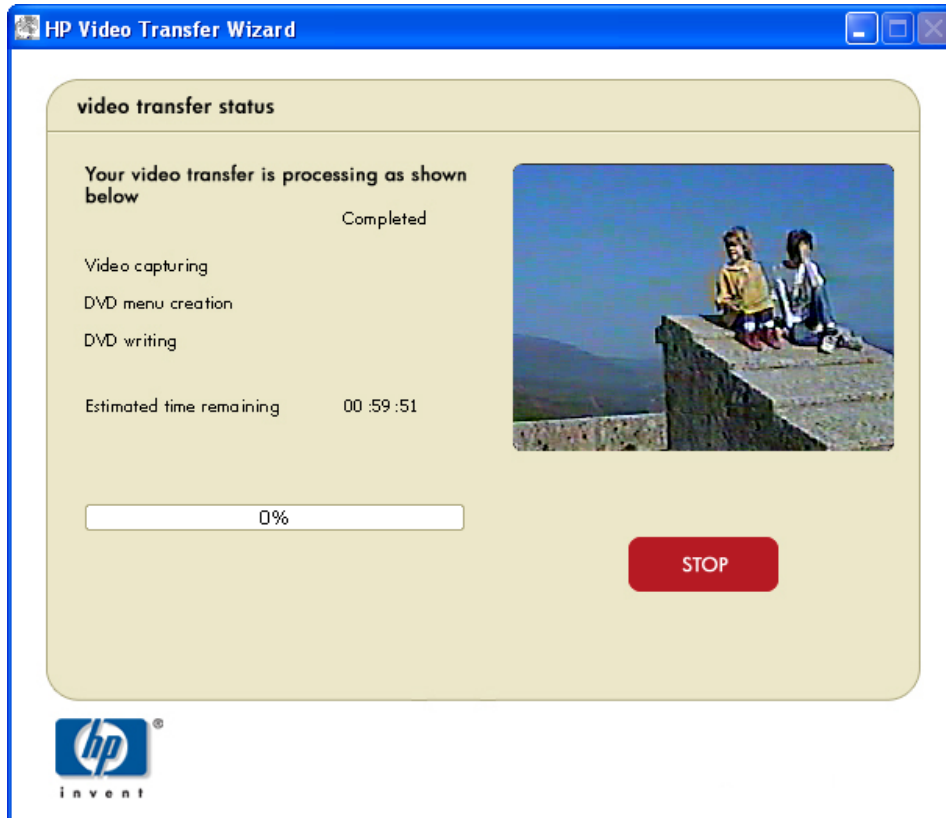 HP Video Transfer Wizard
video transfer status
Your video transfer is processing as shown
below
Completed
Video capturing
DVD menu creation
DVD writing
Estimated time remaining 00 :59 :51
0%
STOP
hp ®
invent